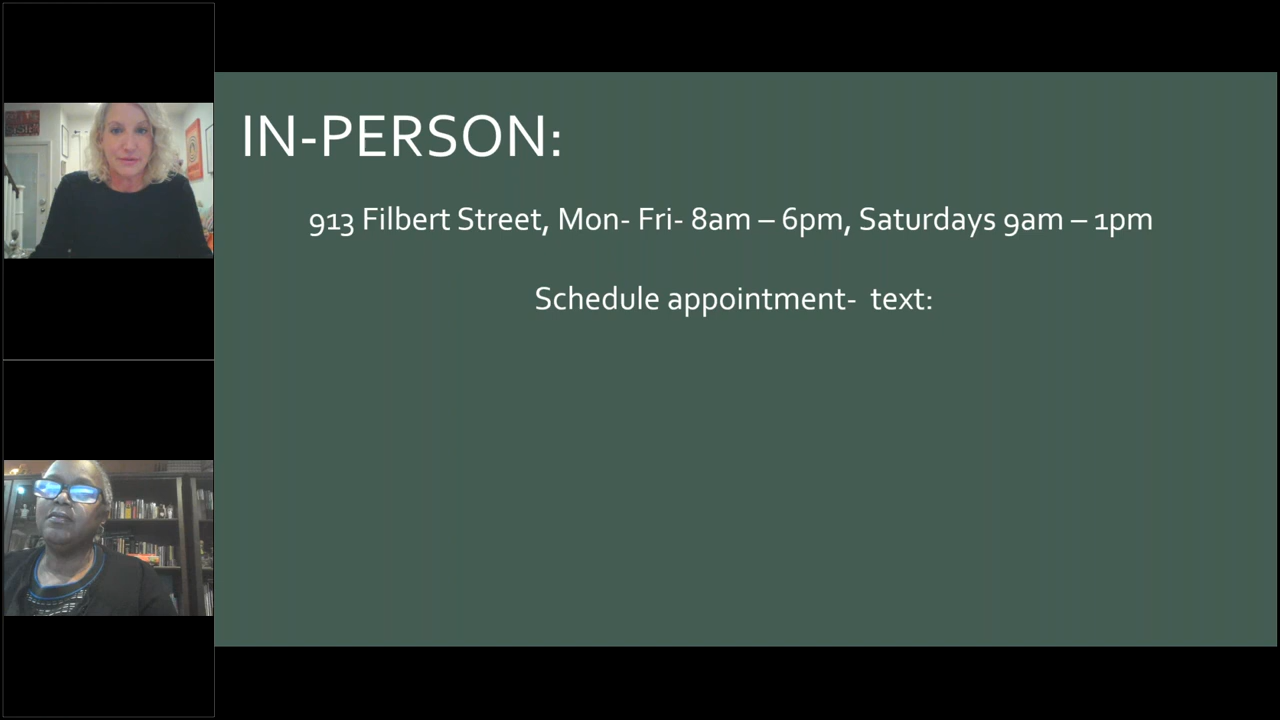 IN-PERSON:
913 Filbert Street, Mon- Fri- 8am – 6pm, Saturdays 9am – 1pm
Schedule appointment-  text: